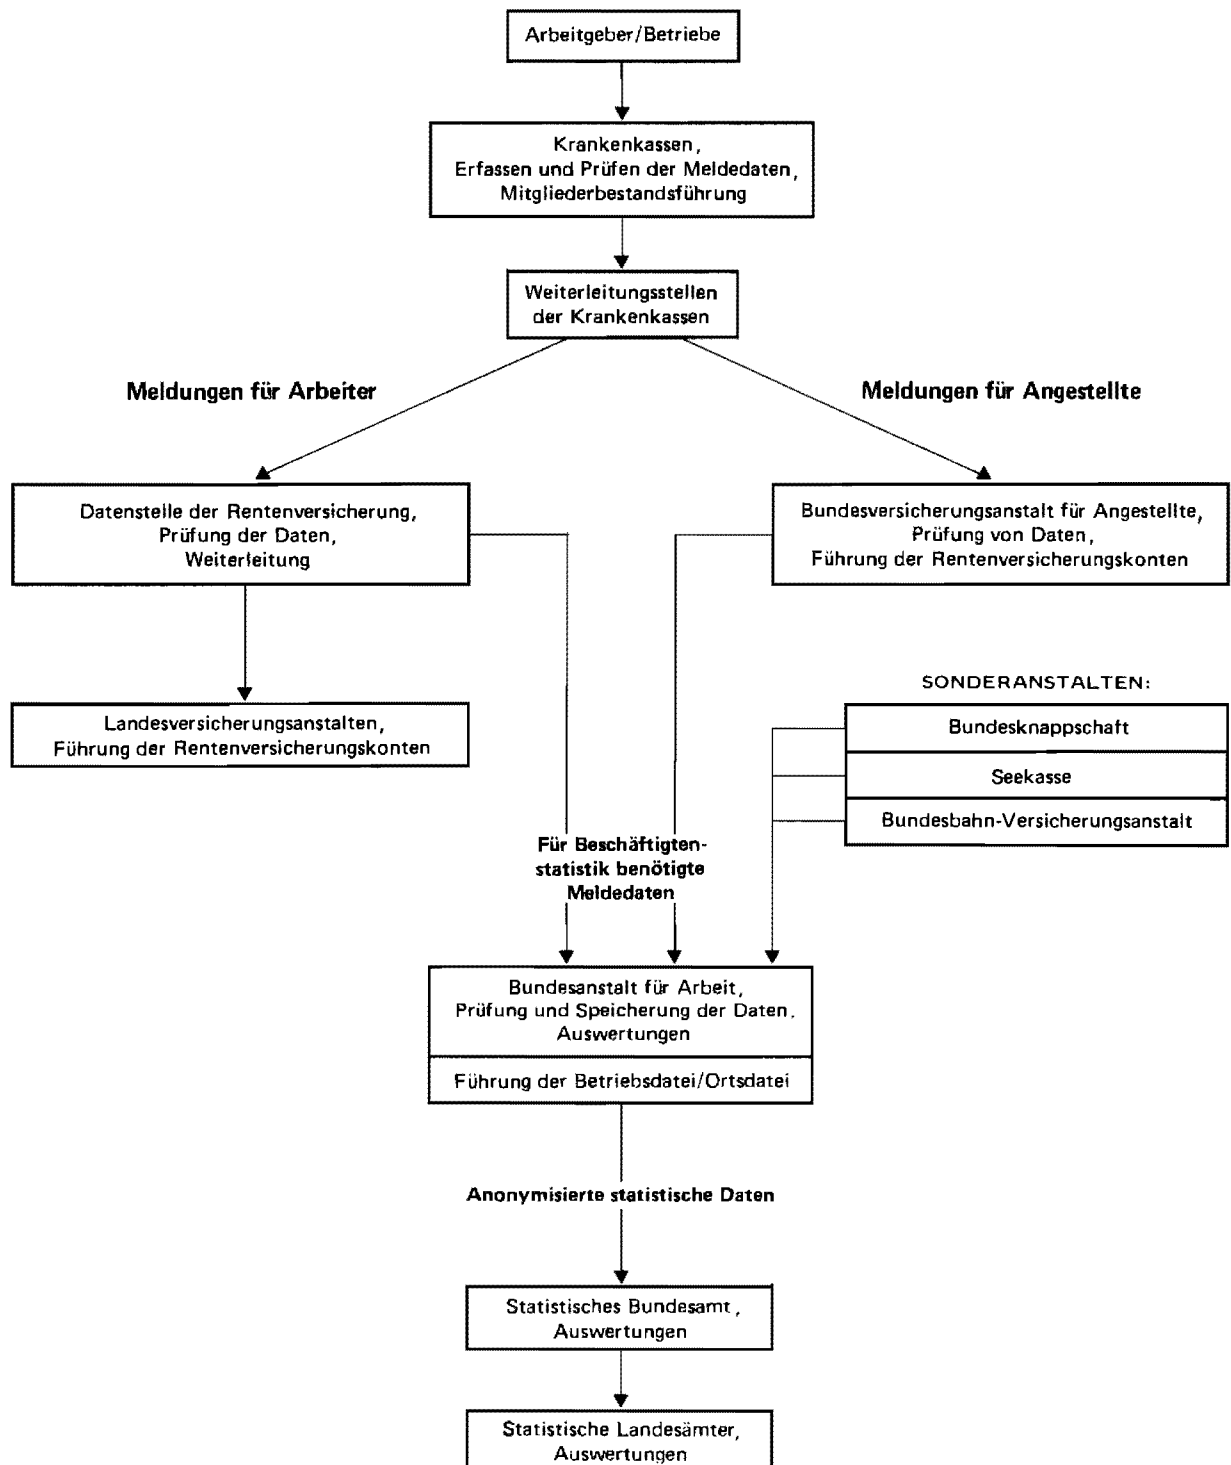 Arbeitgeber/Betriebe
Krankenkassen,
Erfassen und Prüfen der Meldedaten,
Mitgliederbestandsführung
Weiterleitungsstellen
der Krankenkassen
Meldungen für Arbeiter
Meldungen für Angestellte
Datenstelle der Rentenversicherung,
Prüfung der Daten,
Weiterleitung
Bundesversicherungsanstalt für Angestellte,
Prüfung von Daten,
Führung der Rentenversicherungskonten
Landesversicherungsanstalten,
Führung der Rentenversicherungskonten
SONDERANSTALTEN:
Bundesknappschaft
Seekasse
Bundesbahn-Versicherungsanstalt
Für Beschäftigten-
statistik benötigte
Meldedaten
Bundesanstalt für Arbeit,
Prüfung und Speicherung der Daten,
Auswertungen
Führung der Betriebsdatei/Ortsdatei
Anonymisierte statistische Daten
Statistisches Bundesamt,
Auswertungen
Statistische Landesämter,
Auswertungen